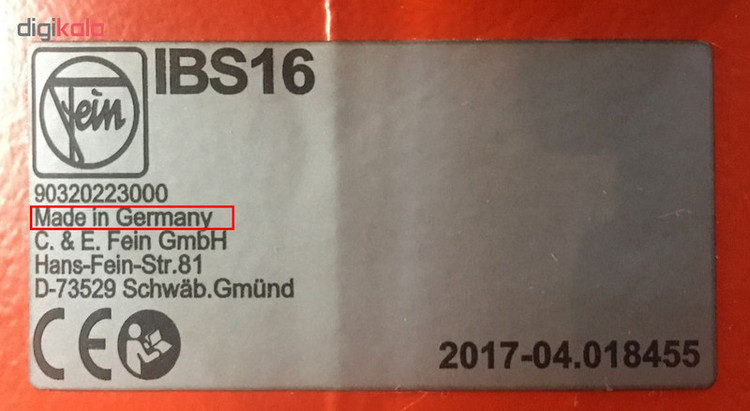 digikala
Fein
IBS16
90320223000
Made in Germany
C. & E. Fein GmbH
Hans-Fein-Str.81
D-73529 Schwäb.Gmünd
CE
2017-04.018455